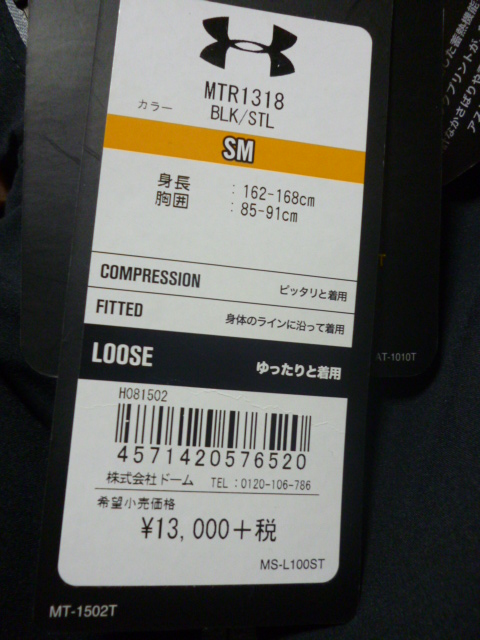 MTR1318
カラー BLK/STL
SM
身長 : 162-168cm
胸囲 : 85-91cm
COMPRESSION ピッタリと着用
FITTED 身体のラインに沿って着用
LOOSE ゆったりと着用
H081502
4571420576520
株式会社ドーム TEL:0120-106-786
希望小売価格
¥13,000+税
MS-L100ST
MT-1502T
AT-1010T